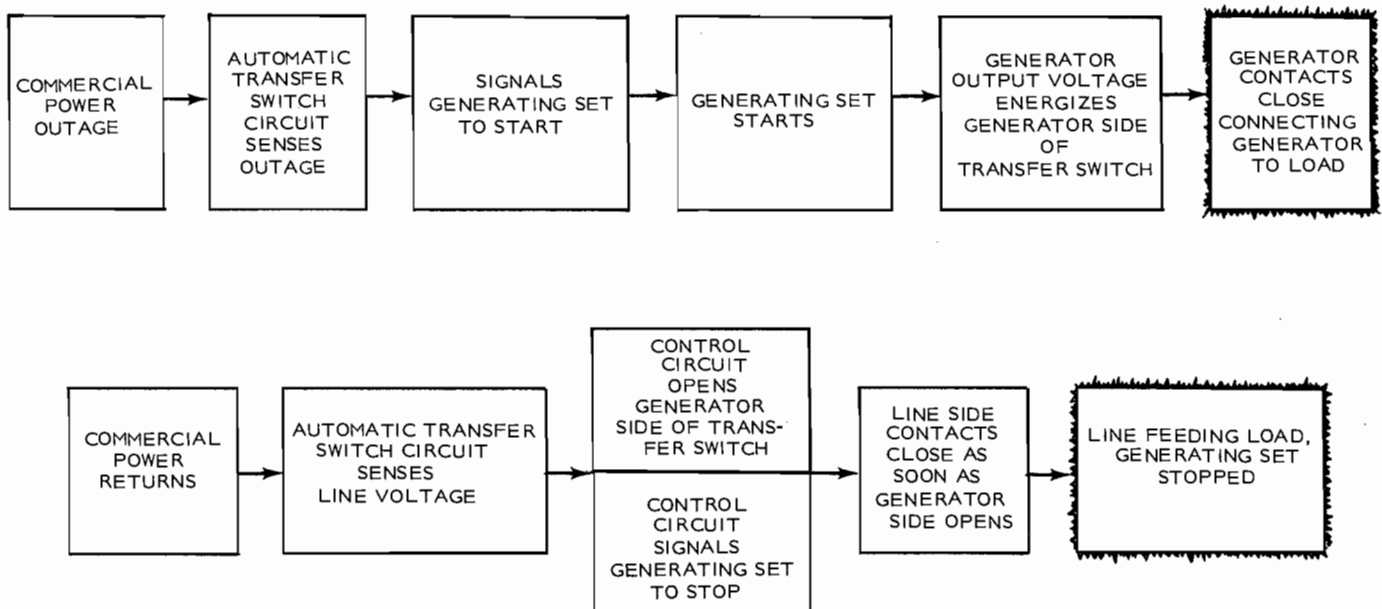 COMMERCIAL
POWER
OUTAGE
AUTOMATIC
TRANSFER
SWITCH
CIRCUIT
SENSES
OUTAGE
SIGNALS
GENERATING SET
TO START
GENERATING SET
STARTS
GENERATOR
OUTPUT VOLTAGE
ENERGIZES
GENERATOR SIDE
OF
TRANSFER SWITCH
GENERATOR
CONTACTS
CLOSE
CONNECTING
GENERATOR
TO LOAD
COMMERCIAL
POWER
RETURNS
AUTOMATIC TRANSFER
SWITCH CIRCUIT
SENSES
LINE VOLTAGE
CONTROL
CIRCUIT
OPENS
GENERATOR
SIDE OF TRANS-
FER SWITCH
CONTROL
CIRCUIT
SIGNALS
GENERATING SET
TO STOP
LINE SIDE
CONTACTS
CLOSE AS
SOON AS
GENERATOR
SIDE OPENS
LINE FEEDING LOAD,
GENERATING SET
STOPPED